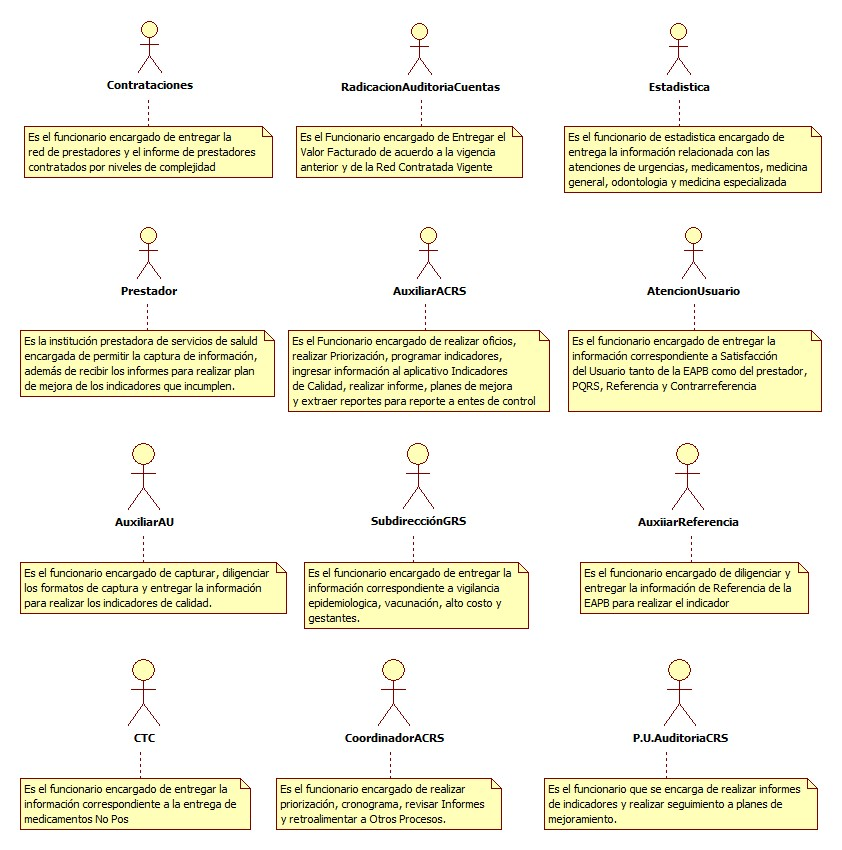 Contrataciones
Es el funcionario encargado de entregar la
red de prestadores y el informe de prestadores
contratados por niveles de complejidad
RadicacionAuditoriaCuentas
Es el Funcionario encargado de Entregar el
Valor Facturado de acuerdo a la vigencia
anterior y de la Red Contratada Vigente
Estadistica
Es el funcionario de estadistica encargado de
entrega la información relacionada con las
atenciones de urgencias, medicamentos, medicina
general, odontologia y medicina especializada
Prestador
Es la institución prestadora de servicios de saluld
encargada de permitir la captura de información,
además de recibir los informes para realizar plan
de mejora de los indicadores que incumplen.
AuxiliarACRS
Es el Funcionario encargado de realizar oficios,
realizar Priorización, programar indicadores,
ingresar información al aplicativo Indicadores
de Calidad, realizar informe, planes de mejora
y extraer reportes para reporte a entes de control
AtencionUsuario
Es el funcionario encargado de entregar la
información correspondiente a Satisfacción
del Usuario tanto de la EAPB como del prestador,
PQRS, Referencia y Contrarreferencia
AuxiliarAU
Es el funcionario encargado de capturar, diligenciar
los formatos de captura y entregar la información
para realizar los indicadores de calidad.
SubdirecciónGRS
Es el funcionario encargado de entregar la
información correspondiente a vigilancia
epidemiologica, vacunación, alto costo y
gestantes.
AuxiiarReferencia
Es el funcionario encargado de diligenciar y
entregar la información de Referencia de la
EAPB para realizar el indicador
CTC
Es el funcionario encargado de entregar la
información correspondiente a la entrega de
medicamentos No Pos
CoordinadorACRS
Es el funcionario encargado de realizar
priorización, cronograma, revisar Informes
y retroalimentar a Otros Procesos.
P.U.AuditoriaCRS
Es el funcionario que se encarga de realizar informes
de indicadores y realizar seguimiento a planes de
mejoramiento.